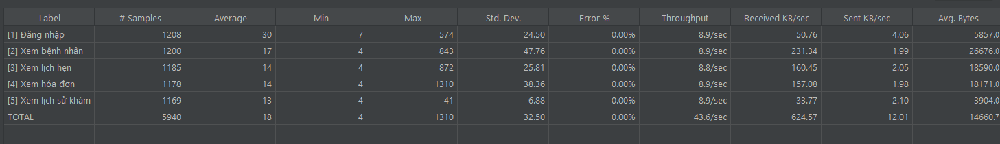 Label # Samples Average Min Max Std. Dev. Error % Throughput Received KB/sec Sent KB/sec Avg. Bytes
[1] Đăng nhập 1208 30 7 574 24.50 0.00% 8.9/sec 50.76 4.06 5857.0
[2] Xem bệnh nhân 1200 17 4 843 47.76 0.00% 8.9/sec 231.34 1.99 26676.0
[3] Xem lịch hẹn 1185 14 4 872 25.81 0.00% 8.8/sec 160.45 2.05 18590.0
[4] Xem hóa đơn 1178 14 4 1310 38.36 0.00% 8.9/sec 157.08 1.98 18171.0
[5] Xem lịch sử khám 1169 13 4 41 6.88 0.00% 8.9/sec 33.77 2.10 3904.0
TOTAL 5940 18 4 1310 32.50 0.00% 43.6/sec 624.57 12.01 14660.7